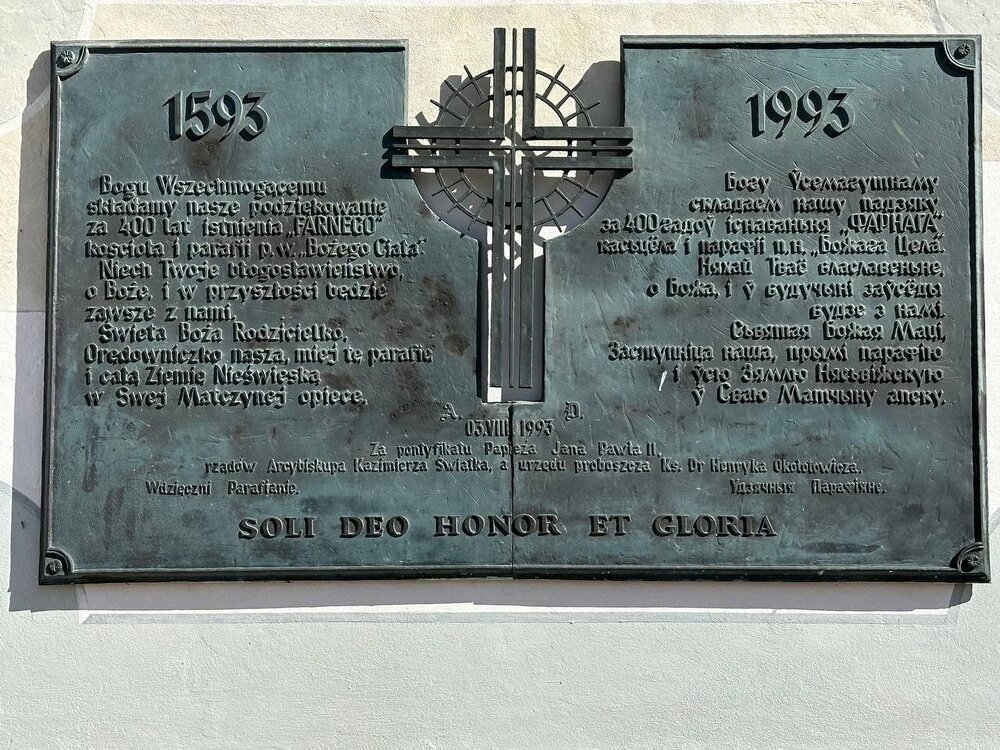 1593
Bogu Wszechmogącemu
składamy nasze podziękowanie
za 400 lat istnienia „FARNEGO"
kościoła i parafii p.w. „Bożego Ciała"
Niech Twoje błogosławieństwo,
o Boże, i w przyszłości będzie
zawsze z nami.
Święta Boża Rodzicielko,
Orędowniczko nasza, miej tę parafię
i całą Ziemię Nieświeską
w Swej Matczynej opiece.
1993
Богу Ўсемагушнаму
складаем нашу падзяку
за 400 гадоў існаваньня „ФАРНАГА"
касьцёла і парафіі п.н. „Божага Цела.
Няхай Тваё благаславеньне,
о Божа, і ў будучыні заўсёды
будзе з намі.
Сьвятая Божая Маці,
Заступніца наша, прымі парафію
і ўсю Зямлю Нясьвіжскую
ў Сваю Матчыну апеку.
A. D.
03.VIII 1993
Za pontyfikatu Papieża Jana Pawła II,
rządów Arcybiskupa Kazimierza Świątka, a urzędu proboszcza Ks. Dr Henryka Okołotowicza.
Wdzięczni Parafianie.
Удзячныя Парафіяне.
SOLI DEO HONOR ET GLORIA